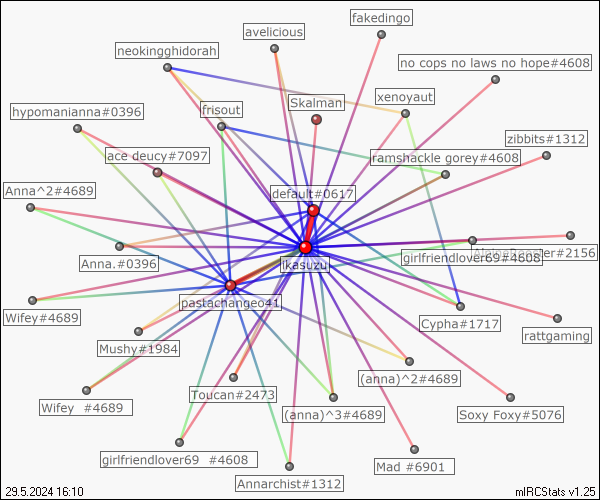 fakedingo
avelicious
neokingghidorah
no cops no laws no hope#4608
xenoyaut
Skalman
hypomanianna#0396
frisout
zibbits#1312
ace deucy#7097
ramshackle gorey#4608
Anna^2#4689
default#0617
girlfriendlover69#4608
#2156
Anna.#0396
ikasuzu
pastachangeo41
Wifey#4689
Cypha#1717
rattgaming
Mushy#1984
(anna)^2#4689
Toucan#2473
Wifey #4689
(anna)^3#4689
Soxy Foxy#5076
girlfriendlover69 #4608
Mad #6901
Annarchist#1312
29.5.2024 16:10
mIRCStats v1.25